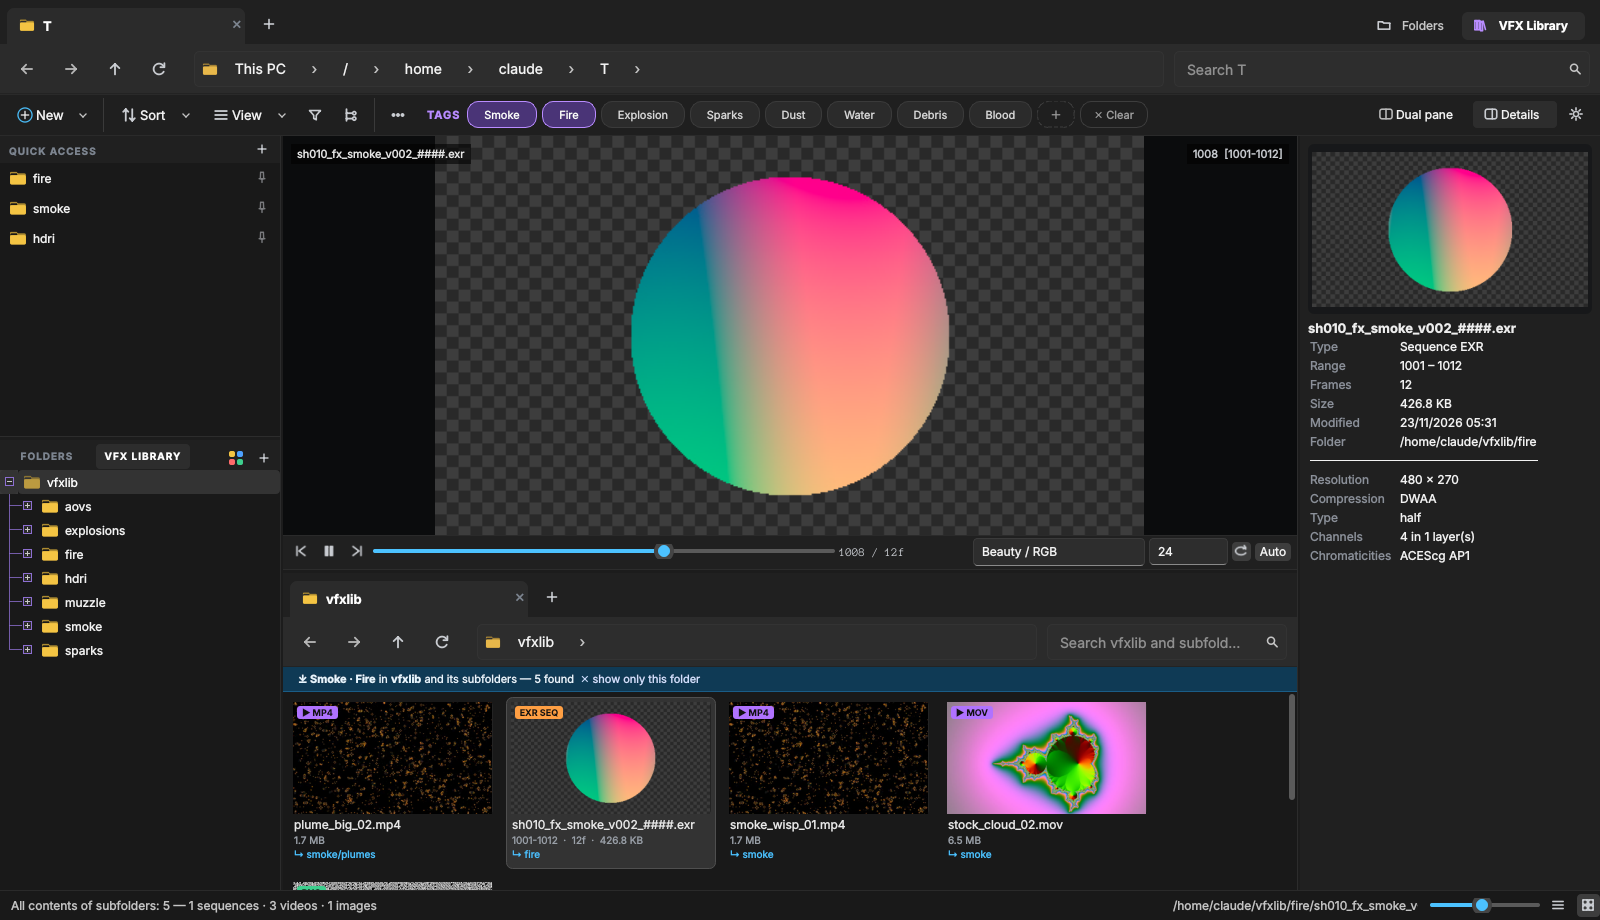 T
Folders
VFX Library
This PC
/
home
claude
T
Search T
New
Sort
View
TAGS
Smoke
Fire
Explosion
Sparks
Dust
Water
Debris
Blood
+
× Clear
Dual pane
Details
QUICK ACCESS
fire
smoke
hdri
FOLDERS
VFX LIBRARY
vfxlib
aovs
explosions
fire
hdri
muzzle
smoke
sparks
sh010_fx_smoke_v002_####.exr
1008 [1001-1012]
1008 / 12f
Beauty / RGB
24
Auto
vfxlib
vfxlib
Search vfxlib and subfold...
Smoke · Fire in vfxlib and its subfolders — 5 found × show only this folder
MP4
plume_big_02.mp4
1.7 MB
smoke/plumes
EXR SEQ
sh010_fx_smoke_v002_####.exr
1001-1012 · 12f · 426.8 KB
fire
MP4
smoke_wisp_01.mp4
1.7 MB
smoke
MOV
stock_cloud_02.mov
6.5 MB
smoke
sh010_fx_smoke_v002_####.exr
Type Sequence EXR
Range 1001 – 1012
Frames 12
Size 426.8 KB
Modified 23/11/2026 05:31
Folder /home/claude/vfxlib/fire
Resolution 480 × 270
Compression DWAA
Type half
Channels 4 in 1 layer(s)
Chromaticities ACEScg AP1
All contents of subfolders: 5 — 1 sequences · 3 videos · 1 images
/home/claude/vfxlib/fire/sh010_fx_smoke_v